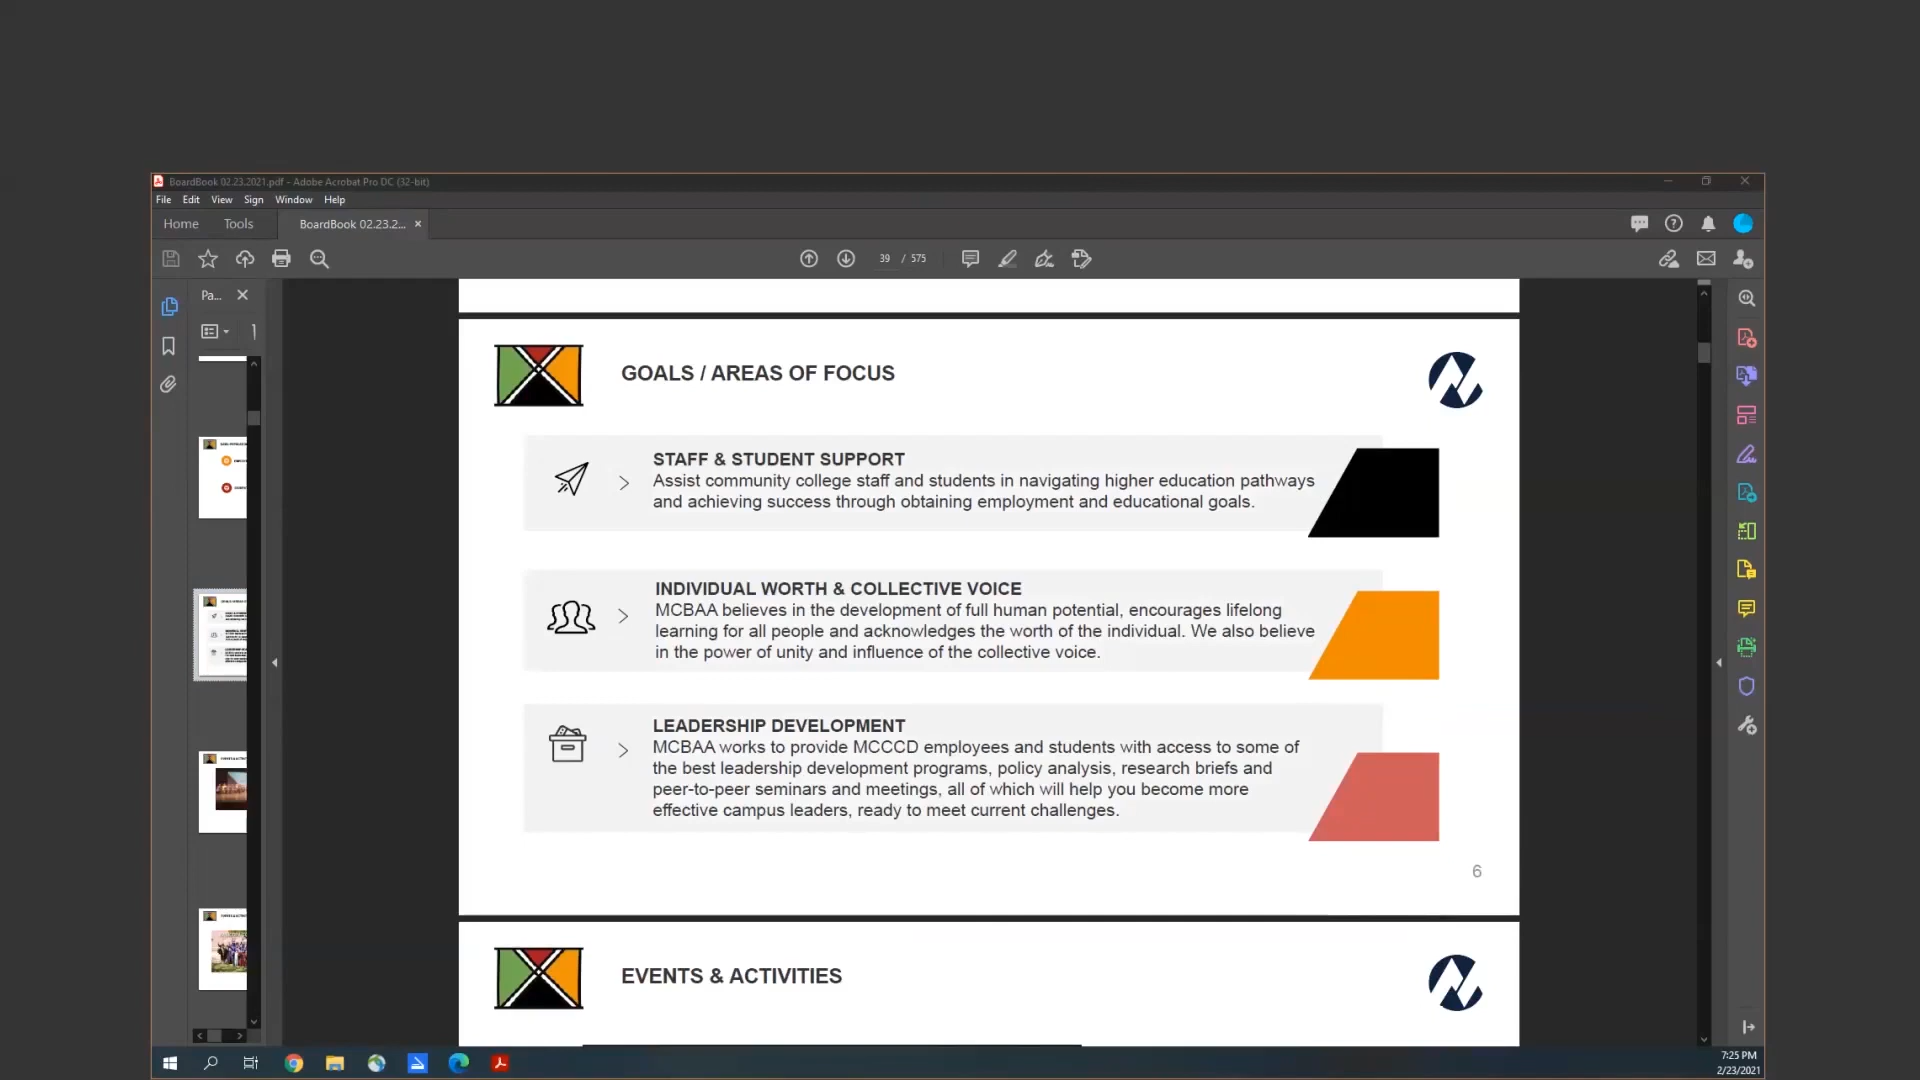 BoardBook 02.23.2021.pdf - Adobe Acrobat Pro DC (32-bit)
File Edit View Sign Window Help
Home Tools BoardBook 02.23.2...
39 / 575
Pa...
GOALS / AREAS OF FOCUS
STAFF & STUDENT SUPPORT
Assist community college staff and students in navigating higher education pathways
and achieving success through obtaining employment and educational goals.
INDIVIDUAL WORTH & COLLECTIVE VOICE
MCBAA believes in the development of full human potential, encourages lifelong
learning for all people and acknowledges the worth of the individual. We also believe
in the power of unity and influence of the collective voice.
LEADERSHIP DEVELOPMENT
MCBAA works to provide MCCCD employees and students with access to some of
the best leadership development programs, policy analysis, research briefs and
peer-to-peer seminars and meetings, all of which will help you become more
effective campus leaders, ready to meet current challenges.
6
EVENTS & ACTIVITIES
7:25 PM
2/23/2021